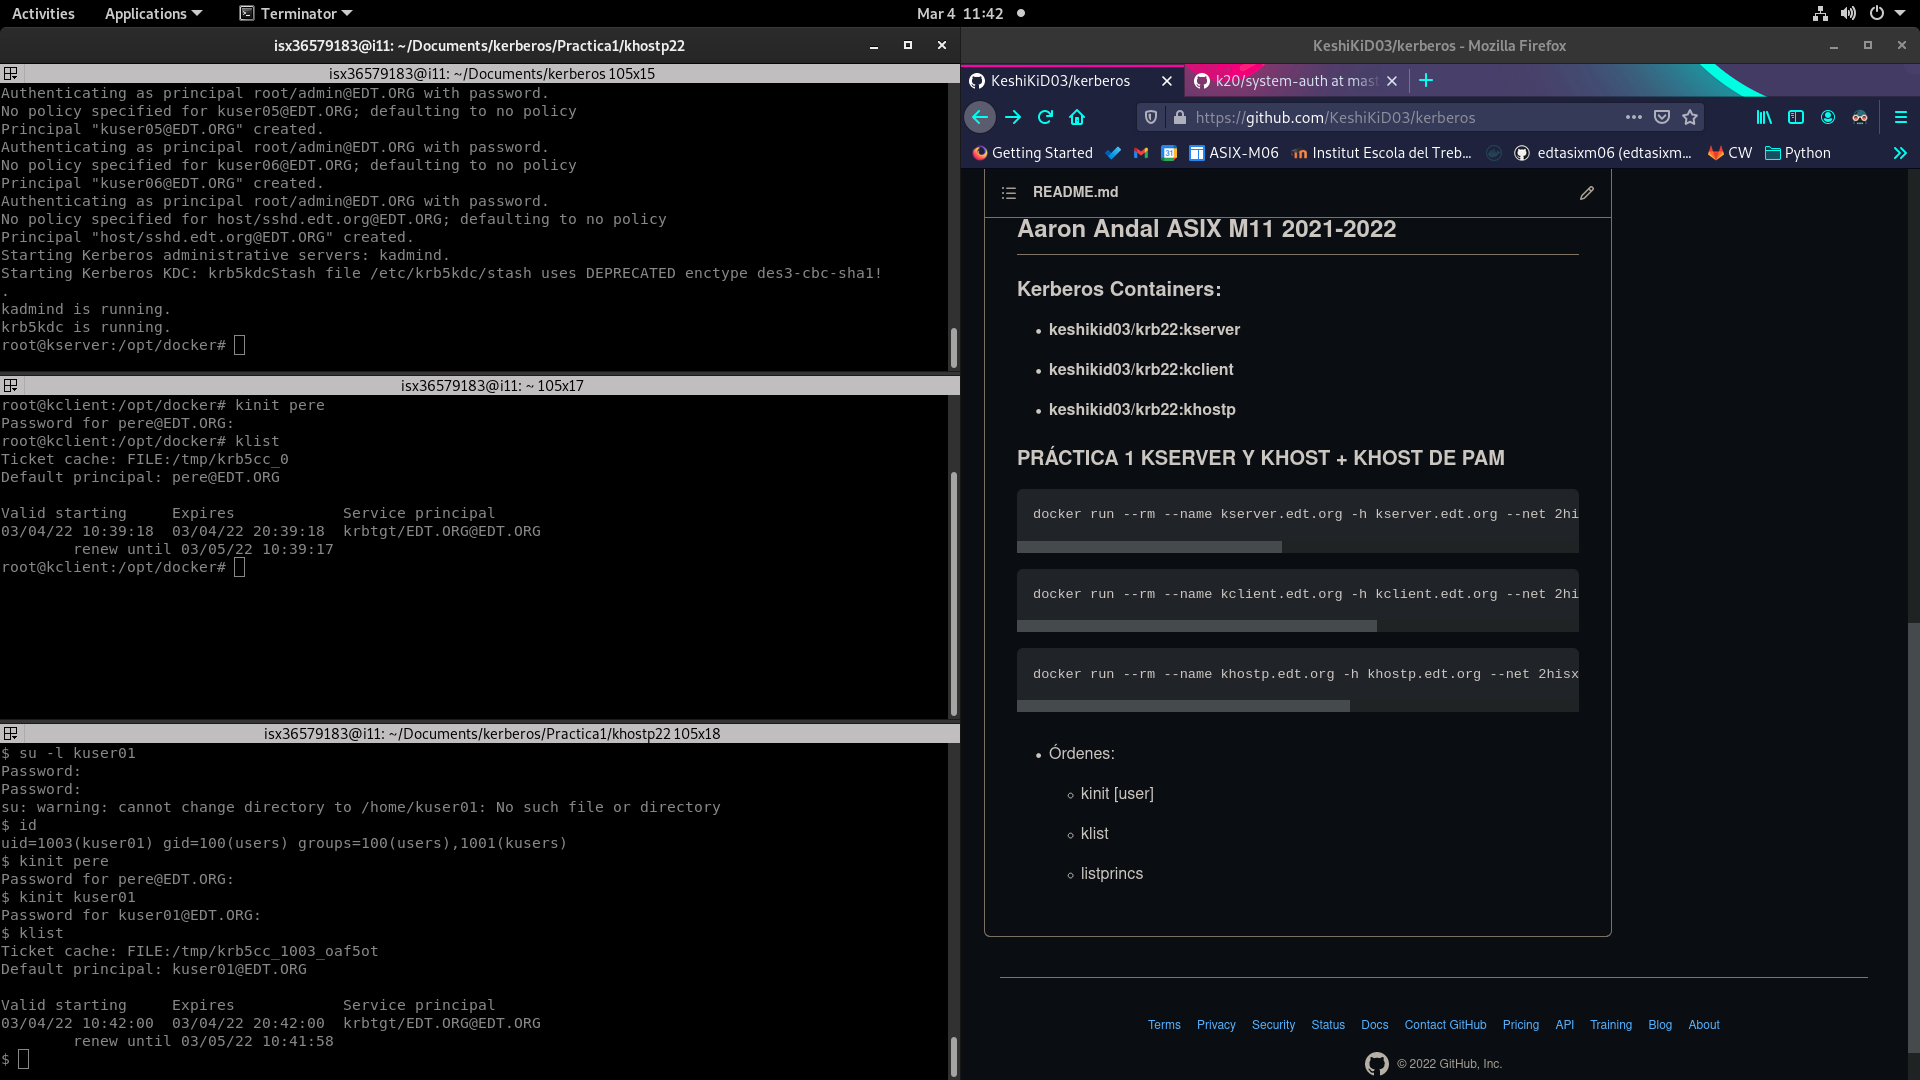 Activities Applications Terminator Mar 4 11:42
isx36579183@i11: ~/Documents/kerberos/Practica1/khostp22
isx36579183@i11: ~/Documents/kerberos 105x15
Authenticating as principal root/admin@EDT.ORG with password.
No policy specified for kuser05@EDT.ORG; defaulting to no policy
Principal "kuser05@EDT.ORG" created.
Authenticating as principal root/admin@EDT.ORG with password.
No policy specified for kuser06@EDT.ORG; defaulting to no policy
Principal "kuser06@EDT.ORG" created.
Authenticating as principal root/admin@EDT.ORG with password.
No policy specified for host/sshd.edt.org@EDT.ORG; defaulting to no policy
Principal "host/sshd.edt.org@EDT.ORG" created.
Starting Kerberos administrative servers: kadmind.
Starting Kerberos KDC: krb5kdcStash file /etc/krb5kdc/stash uses DEPRECATED enctype des3-cbc-sha1!
.
kadmind is running.
krb5kdc is running.
root@kserver:/opt/docker#
isx36579183@i11: ~ 105x17
root@kclient:/opt/docker# kinit pere
Password for pere@EDT.ORG:
root@kclient:/opt/docker# klist
Ticket cache: FILE:/tmp/krb5cc_0
Default principal: pere@EDT.ORG
Valid starting Expires Service principal
03/04/22 10:39:18 03/04/22 20:39:18 krbtgt/EDT.ORG@EDT.ORG
renew until 03/05/22 10:39:17
root@kclient:/opt/docker#
isx36579183@i11: ~/Documents/kerberos/Practica1/khostp22 105x18
$ su -l kuser01
Password:
Password:
su: warning: cannot change directory to /home/kuser01: No such file or directory
$ id
uid=1003(kuser01) gid=100(users) groups=100(users),1001(kusers)
$ kinit pere
Password for pere@EDT.ORG:
$ kinit kuser01
Password for kuser01@EDT.ORG:
$ klist
Ticket cache: FILE:/tmp/krb5cc_1003_oaf5ot
Default principal: kuser01@EDT.ORG
Valid starting Expires Service principal
03/04/22 10:42:00 03/04/22 20:42:00 krbtgt/EDT.ORG@EDT.ORG
renew until 03/05/22 10:41:58
$
KeshiKiD03/kerberos - Mozilla Firefox
KeshiKiD03/kerberos k20/system-auth at mast
https://github.com/KeshiKiD03/kerberos
Getting Started 31 ASIX-M06 Institut Escola del Treb... edtasixm06 (edtasixm... CW Python
README.md
Aaron Andal ASIX M11 2021-2022
Kerberos Containers:
• keshikid03/krb22:kserver
• keshikid03/krb22:kclient
• keshikid03/krb22:khostp
PRÁCTICA 1 KSERVER Y KHOST + KHOST DE PAM
docker run --rm --name kserver.edt.org -h kserver.edt.org --net 2hi
docker run --rm --name kclient.edt.org -h kclient.edt.org --net 2hi
docker run --rm --name khostp.edt.org -h khostp.edt.org --net 2hisx
• Órdenes:
◦ kinit [user]
◦ klist
◦ listprincs
Terms Privacy Security Status Docs Contact GitHub Pricing API Training Blog About
© 2022 GitHub, Inc.